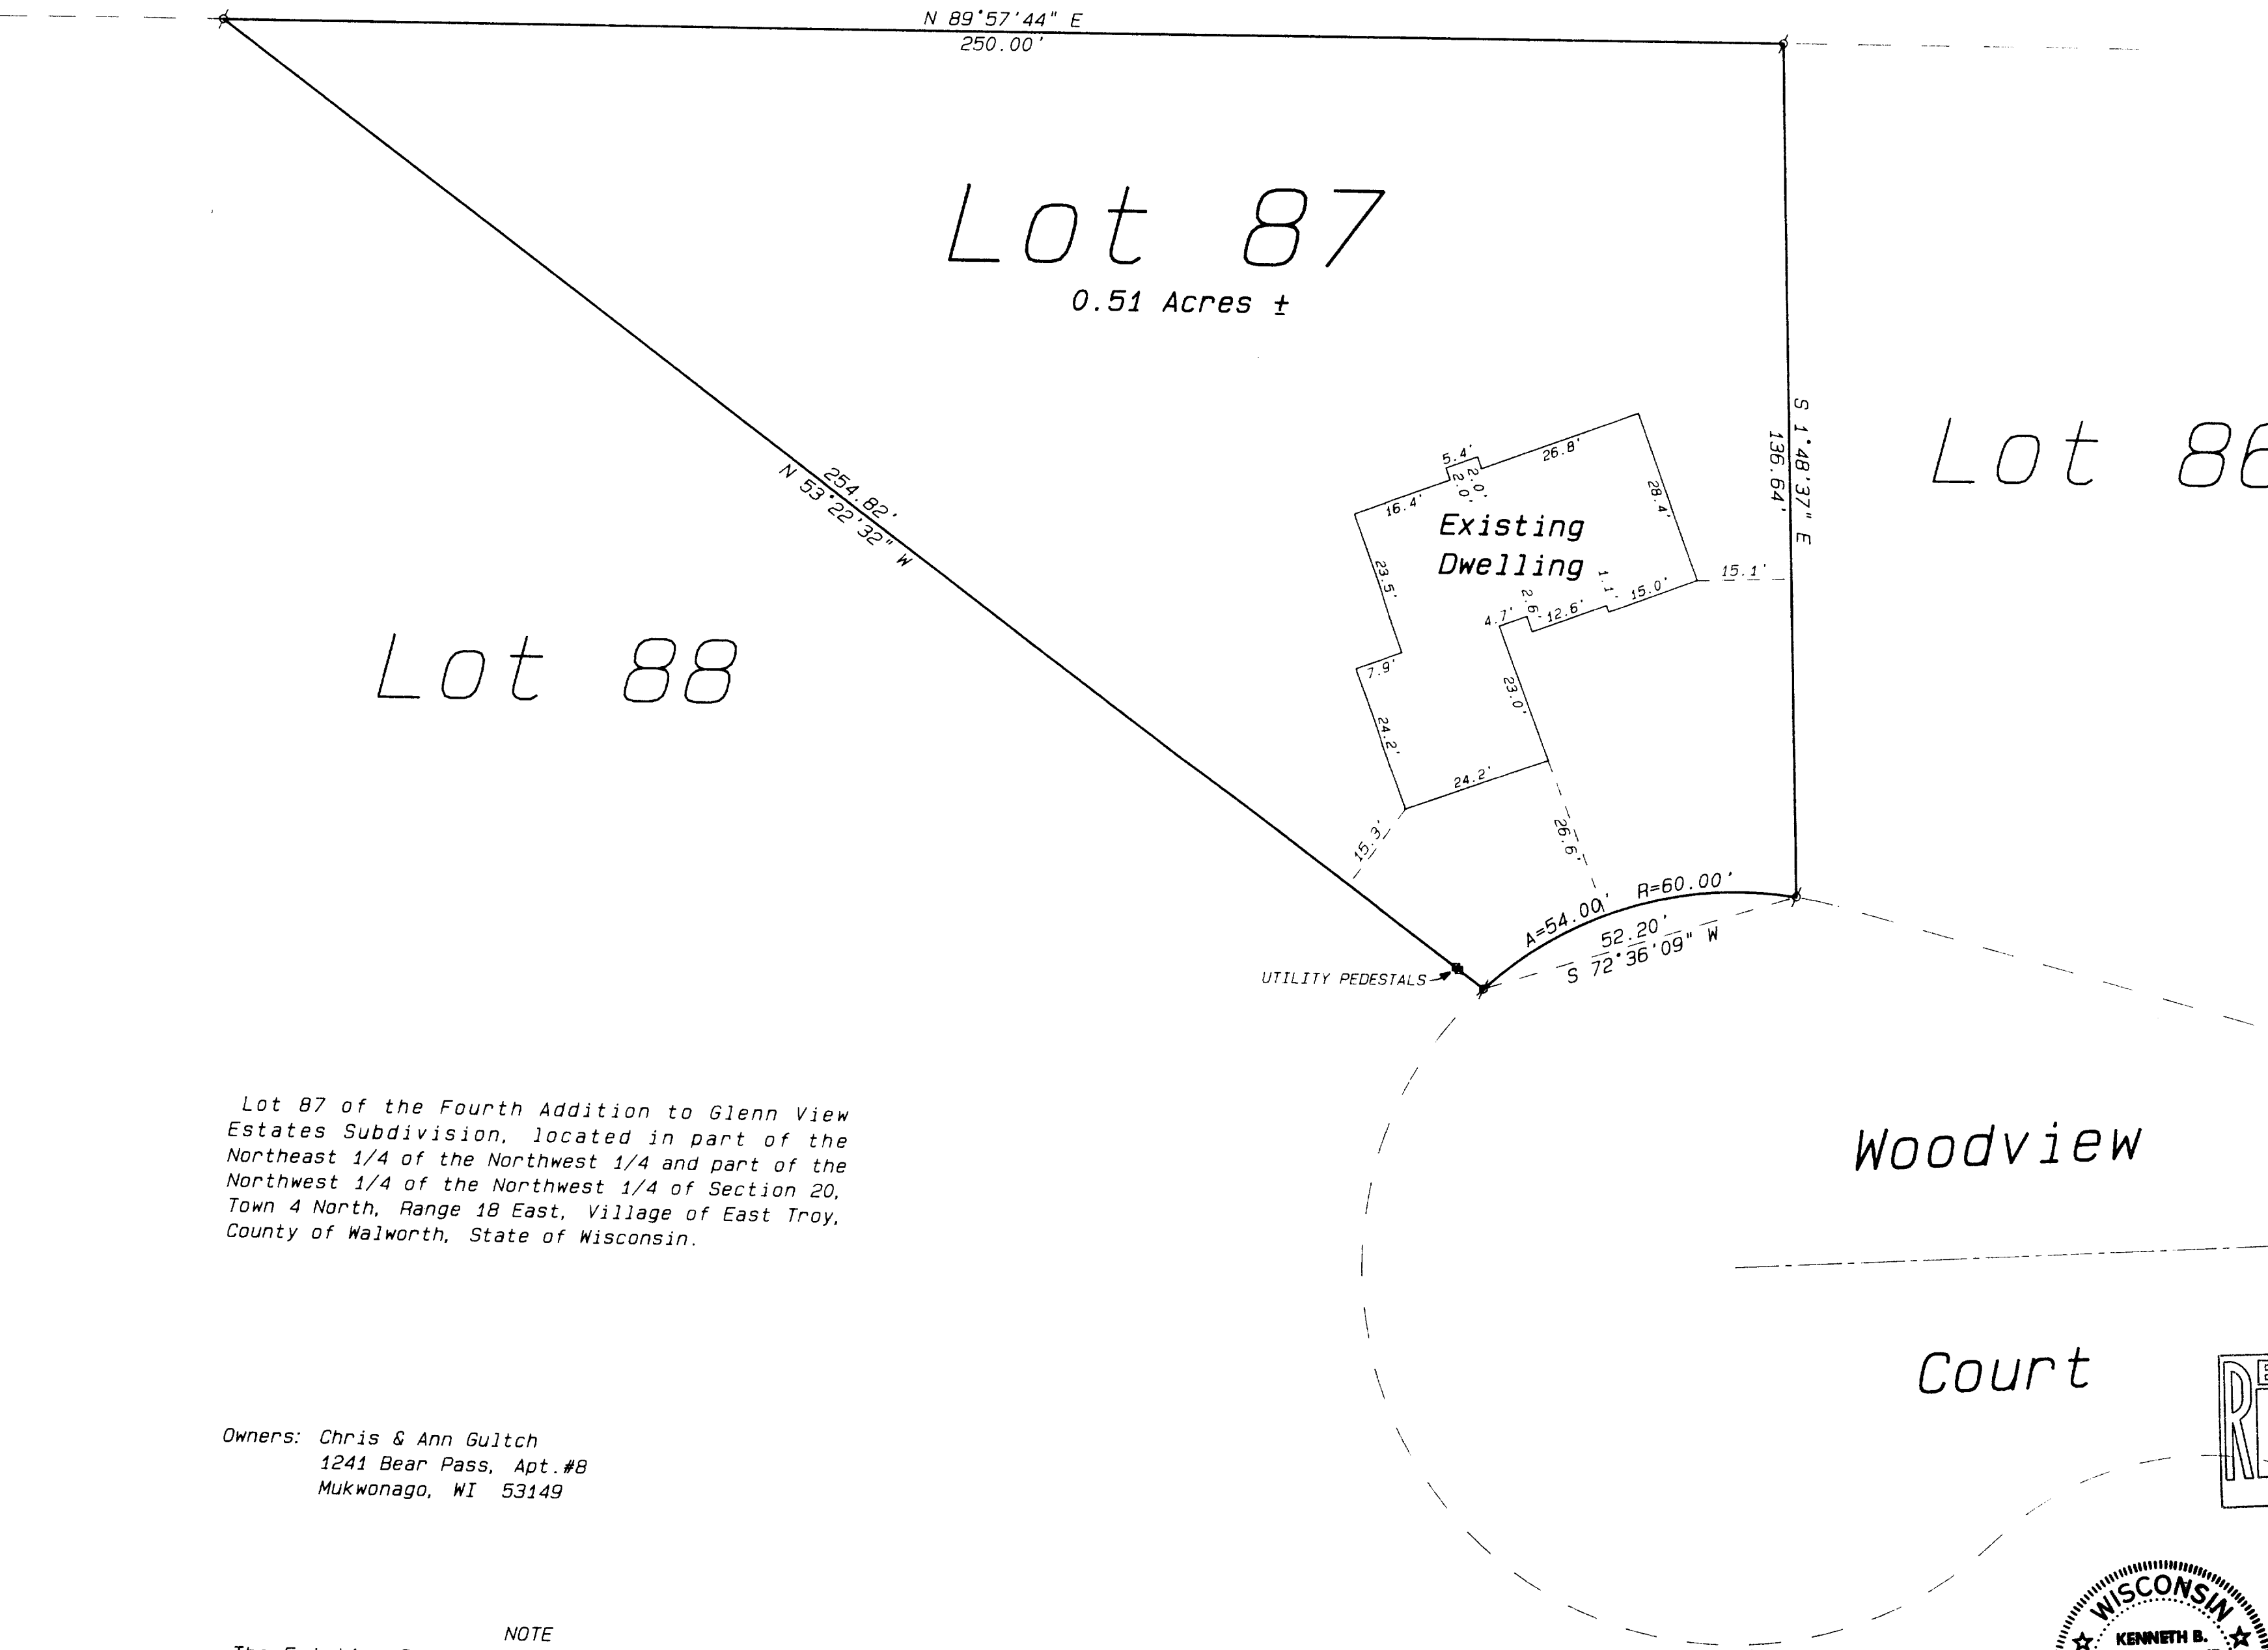 N 89°57'44" E
250.00'
Lot 87
0.51 Acres ±
S 1°48'37" E
136.64'
Lot 86
254.82'
N 53°22'32" W
5.4'
2.0'
2.0'
26.8'
16.4'
28.4'
Existing
Dwelling
23.5'
15.1'
1.1'
15.0'
2.6'
12.6'
4.7'
7.9'
23.0'
24.2'
24.2'
15.3'
26.6'
Lot 88
R=60.00'
A=54.00'
52.20'
S 72°36'09" W
UTILITY PEDESTALS
Lot 87 of the Fourth Addition to Glenn View
Estates Subdivision, located in part of the
Northeast 1/4 of the Northwest 1/4 and part of the
Northwest 1/4 of the Northwest 1/4 of Section 20,
Town 4 North, Range 18 East, Village of East Troy,
County of Walworth, State of Wisconsin.
Woodview
Court
Owners: Chris & Ann Gultch
1241 Bear Pass, Apt.#8
Mukwonago, WI 53149
NOTE
WISCONSIN
KENNETH B.